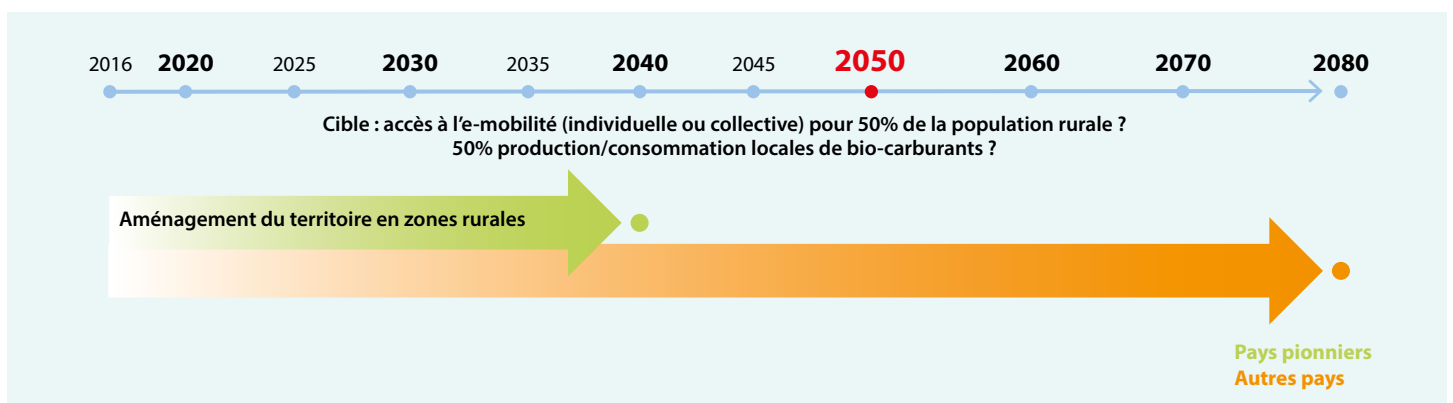 2016 2020 2025 2030 2035 2040 2045 2050 2060 2070 2080
Cible : accès à l’e-mobilité (individuelle ou collective) pour 50% de la population rurale ?
50% production/consommation locales de bio-carburants ?
Aménagement du territoire en zones rurales
Pays pionniers
Autres pays